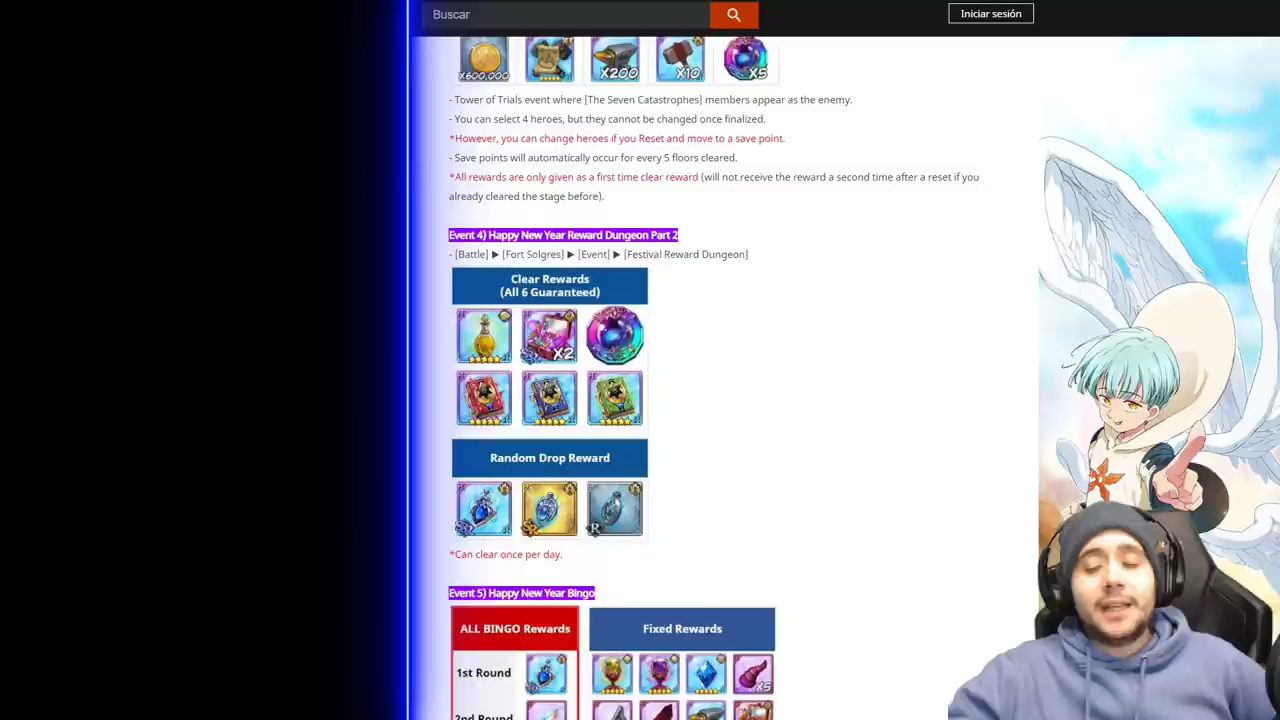 Buscar
Iniciar sesión
X600,000
X200
X10
X5
- Tower of Trials event where [The Seven Catastrophes] members appear as the enemy.
- You can select 4 heroes, but they cannot be changed once finalized.
*However, you can change heroes if you Reset and move to a save point.
- Save points will automatically occur for every 5 floors cleared.
*All rewards are only given as a first time clear reward (will not receive the reward a second time after a reset if you
already cleared the stage before).
Event 4) Happy New Year Reward Dungeon Part 2
- [Battle] ▶ [Fort Solgres] ▶ [Event] ▶ [Festival Reward Dungeon]
Clear Rewards
(All 6 Guaranteed)
X2
Random Drop Reward
R
*Can clear once per day.
Event 5) Happy New Year Bingo
ALL BINGO Rewards
Fixed Rewards
1st Round
X5
2nd Round